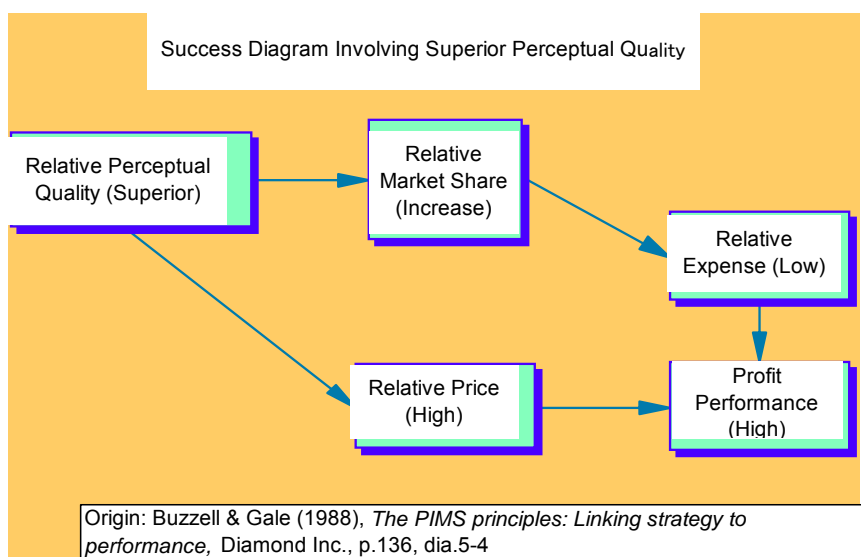 Success Diagram Involving Superior Perceptual Quality
Relative Perceptual
Quality (Superior)
Relative
Market Share
(Increase)
Relative
Expense (Low)
Relative Price
(High)
Profit
Performance
(High)
Origin: Buzzell & Gale (1988), The PIMS principles: Linking strategy to
performance, Diamond Inc., p.136, dia.5-4